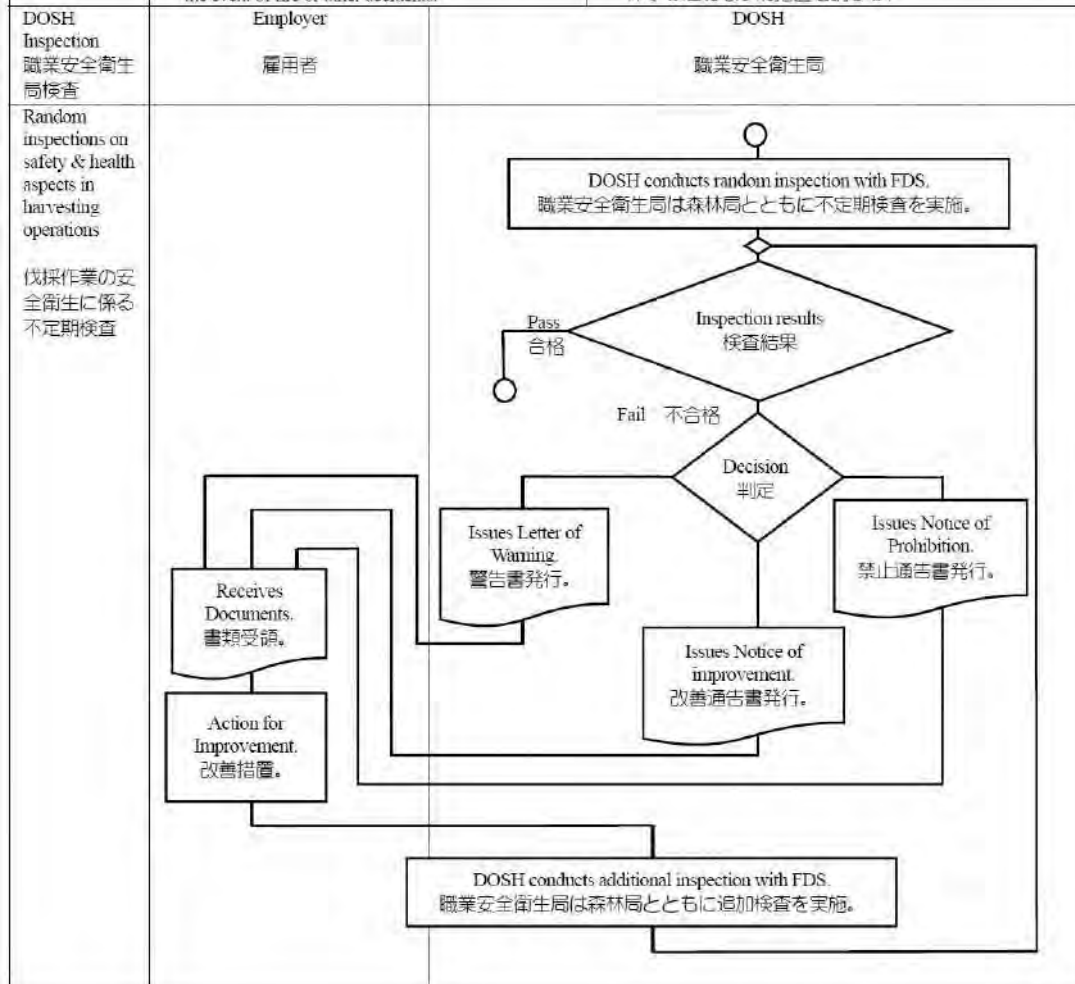 DOSH
Inspection
職業安全衛生
局検査
Employer
雇用者
DOSH
職業安全衛生局
Random
inspections on
safety & health
aspects in
harvesting
operations
伐採作業の安
全衛生に係る
不定期検査
DOSH conducts random inspection with FDS.
職業安全衛生局は森林局とともに不定期検査を実施。
Inspection results
検査結果
Pass
合格
Fail 不合格
Decision
判定
Issues Letter of
Warning.
警告書発行。
Issues Notice of
Prohibition.
禁止通告書発行。
Receives
Documents.
書類受領。
Issues Notice of
improvement.
改善通告書発行。
Action for
Improvement.
改善措置。
DOSH conducts additional inspection with FDS.
職業安全衛生局は森林局とともに追加検査を実施。